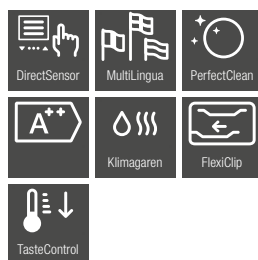 DirectSensor
MultiLingua
PerfectClean
A++
Klimagaren
FlexiClip
TasteControl